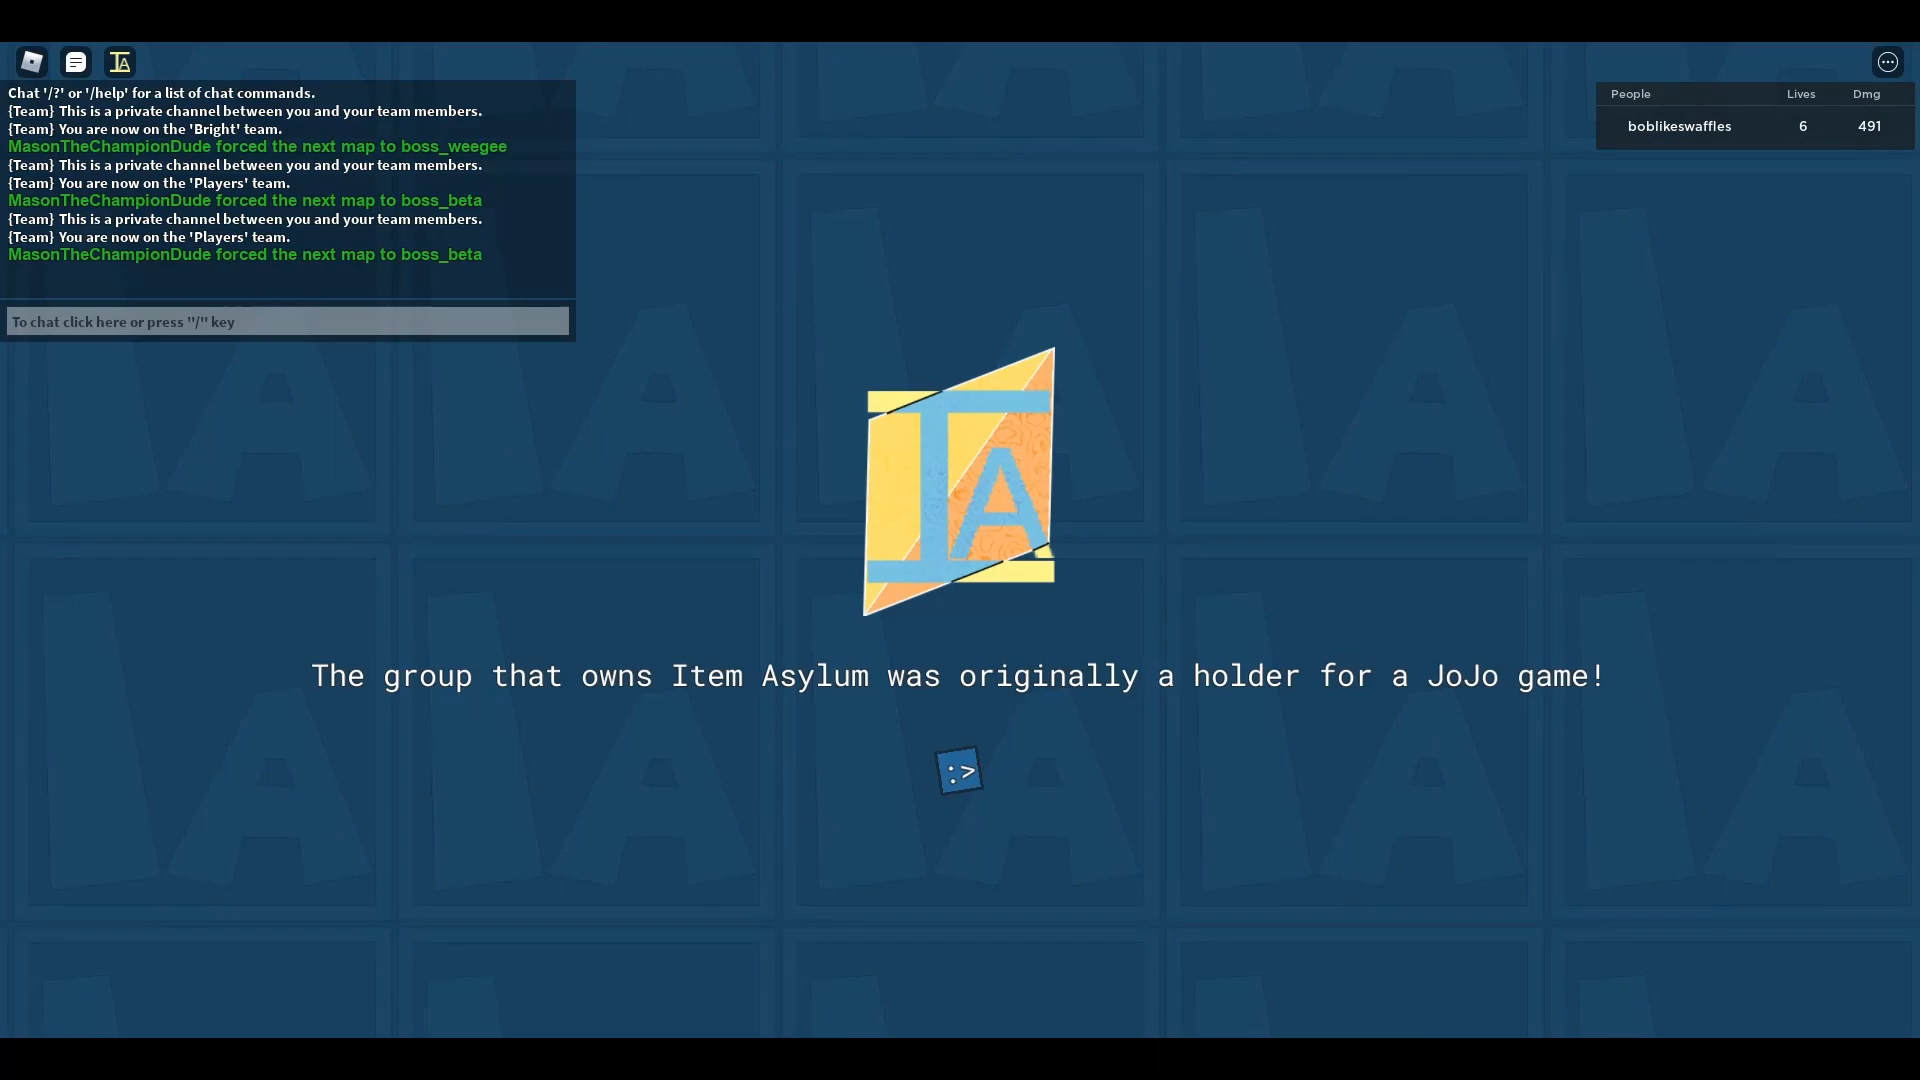 IA
Chat '/?' or '/help' for a list of chat commands.
{Team} This is a private channel between you and your team members.
{Team} You are now on the 'Bright' team.
MasonTheChampionDude forced the next map to boss_weegee
{Team} This is a private channel between you and your team members.
{Team} You are now on the 'Players' team.
MasonTheChampionDude forced the next map to boss_beta
{Team} This is a private channel between you and your team members.
{Team} You are now on the 'Players' team.
MasonTheChampionDude forced the next map to boss_beta
To chat click here or press "/" key
People Lives Dmg
boblikeswaffles 6 491
IA
The group that owns Item Asylum was originally a holder for a JoJo game!
:>